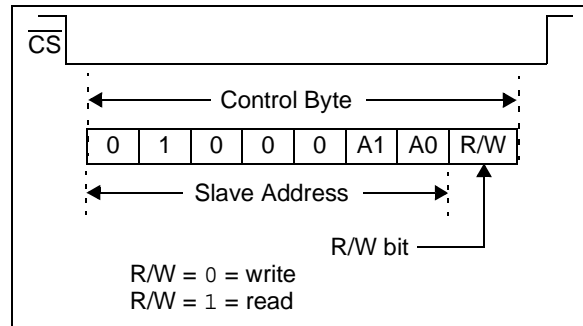 CS
Control Byte
0 1 0 0 0 A1 A0 R/W
Slave Address
R/W bit
R/W = 0 = write
R/W = 1 = read